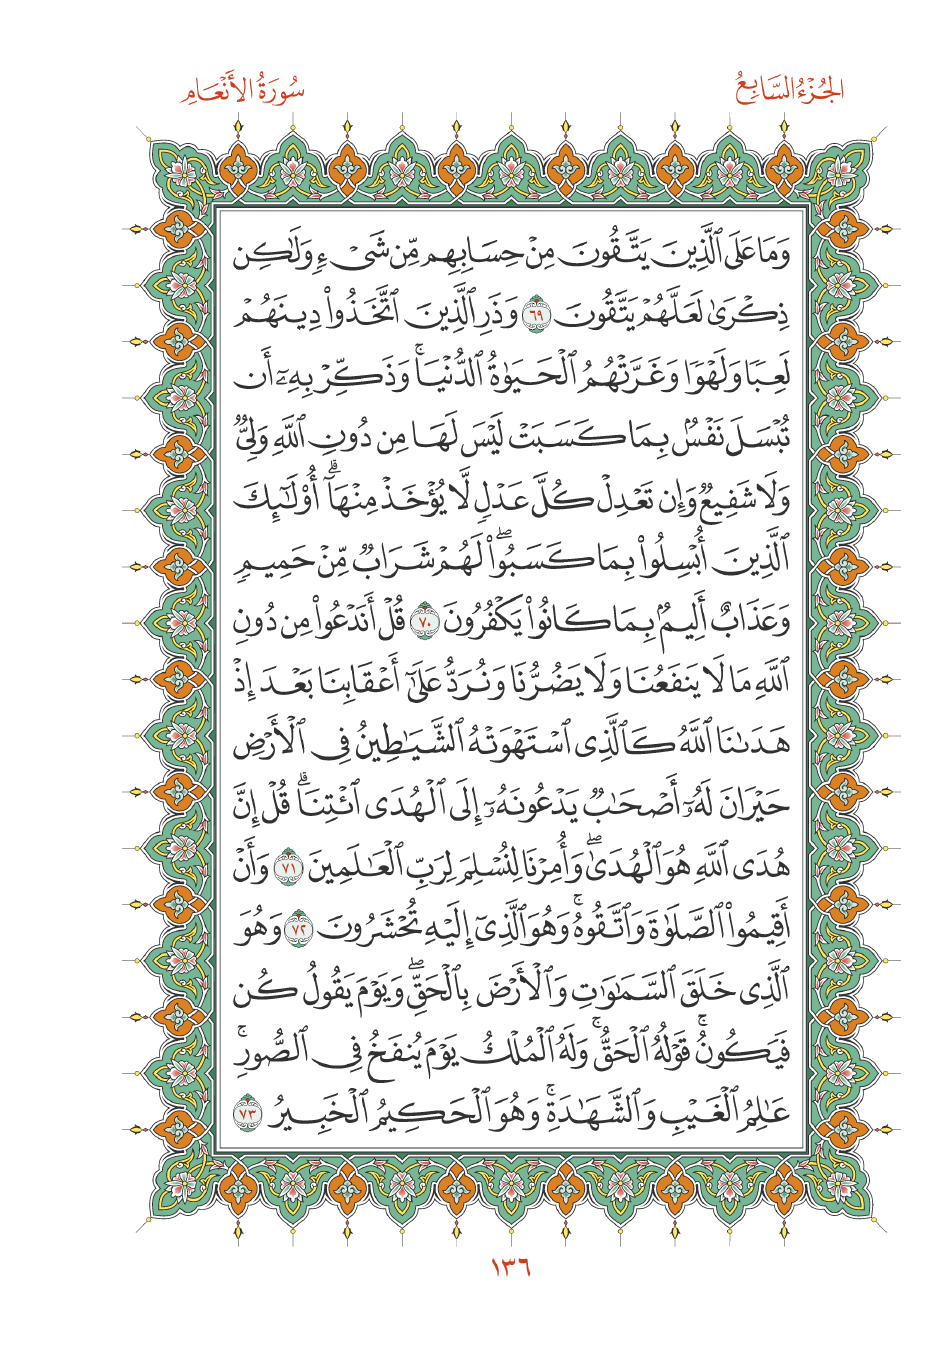 الجُزْءُ السَّابِعُ
سُورَةُ الأَنْعَامِ
وَمَا عَلَى ٱلَّذِينَ يَتَّقُونَ مِنْ حِسَابِهِم مِّن شَىْءٍ وَلَٰكِن
ذِكْرَىٰ لَعَلَّهُمْ يَتَّقُونَ ٦٩ وَذَرِ ٱلَّذِينَ ٱتَّخَذُوا۟ دِينَهُمْ
لَعِبًا وَلَهْوًا وَغَرَّتْهُمُ ٱلْحَيَوٰةُ ٱلدُّنْيَا ۚ وَذَكِّرْ بِهِۦٓ أَن
تُبْسَلَ نَفْسٌۢ بِمَا كَسَبَتْ لَيْسَ لَهَا مِن دُونِ ٱللَّهِ وَلِىٌّ
وَلَا شَفِيعٌ وَإِن تَعْدِلْ كُلَّ عَدْلٍ لَّا يُؤْخَذْ مِنْهَآ ۗ أُو۟لَٰٓئِكَ
ٱلَّذِينَ أُبْسِلُوا۟ بِمَا كَسَبُوا۟ ۖ لَهُمْ شَرَابٌ مِّنْ حَمِيمٍ
وَعَذَابٌ أَلِيمٌۢ بِمَا كَانُوا۟ يَكْفُرُونَ ٧٠ قُلْ أَنَدْعُوا۟ مِن دُونِ
ٱللَّهِ مَا لَا يَنفَعُنَا وَلَا يَضُرُّنَا وَنُرَدُّ عَلَىٰٓ أَعْقَابِنَا بَعْدَ إِذْ
هَدَىٰنَا ٱللَّهُ كَٱلَّذِى ٱسْتَهْوَتْهُ ٱلشَّيَٰطِينُ فِى ٱلْأَرْضِ
حَيْرَانَ لَهُۥٓ أَصْحَٰبٌ يَدْعُونَهُۥٓ إِلَى ٱلْهُدَى ٱئْتِنَا ۗ قُلْ إِنَّ
هُدَى ٱللَّهِ هُوَ ٱلْهُدَىٰ ۖ وَأُمِرْنَا لِنُسْلِمَ لِرَبِّ ٱلْعَٰلَمِينَ ٧١ وَأَنْ
أَقِيمُوا۟ ٱلصَّلَوٰةَ وَٱتَّقُوهُ ۚ وَهُوَ ٱلَّذِىٓ إِلَيْهِ تُحْشَرُونَ ٧٢ وَهُوَ
ٱلَّذِى خَلَقَ ٱلسَّمَٰوَٰتِ وَٱلْأَرْضَ بِٱلْحَقِّ ۖ وَيَوْمَ يَقُولُ كُن
فَيَكُونُ ۚ قَوْلُهُ ٱلْحَقُّ ۚ وَلَهُ ٱلْمُلْكُ يَوْمَ يُنفَخُ فِى ٱلصُّورِ ۚ
عَٰلِمُ ٱلْغَيْبِ وَٱلشَّهَٰدَةِ ۚ وَهُوَ ٱلْحَكِيمُ ٱلْخَبِيرُ ٧٣
١٣٦